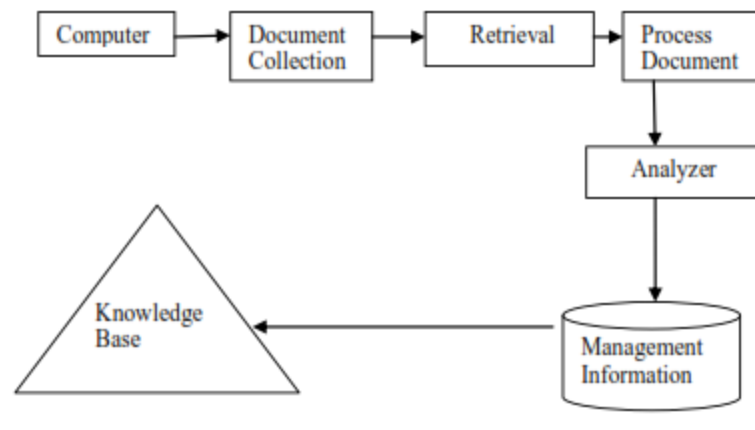 Computer
Document
Collection
Retrieval
Process
Document
Analyzer
Knowledge
Base
Management
Information